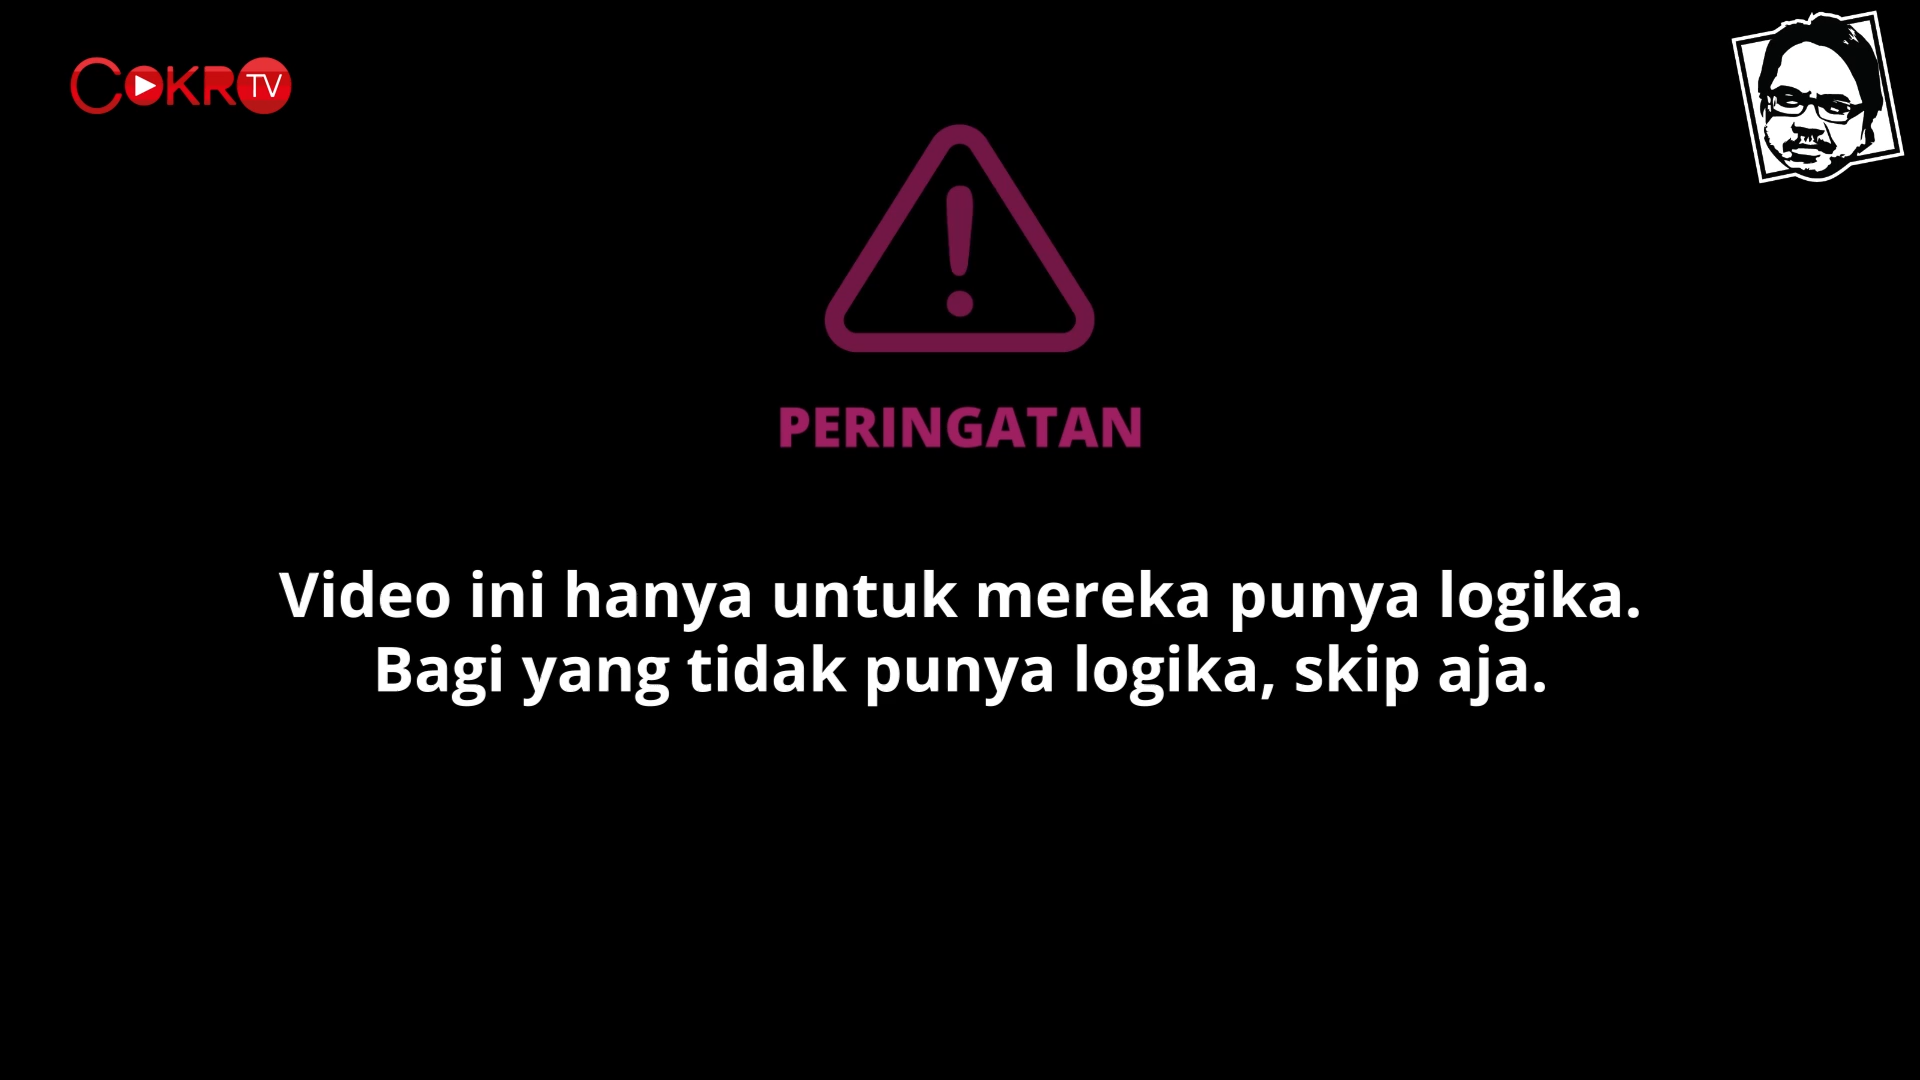 COKRO TV
PERINGATAN
Video ini hanya untuk mereka punya logika.
Bagi yang tidak punya logika, skip aja.